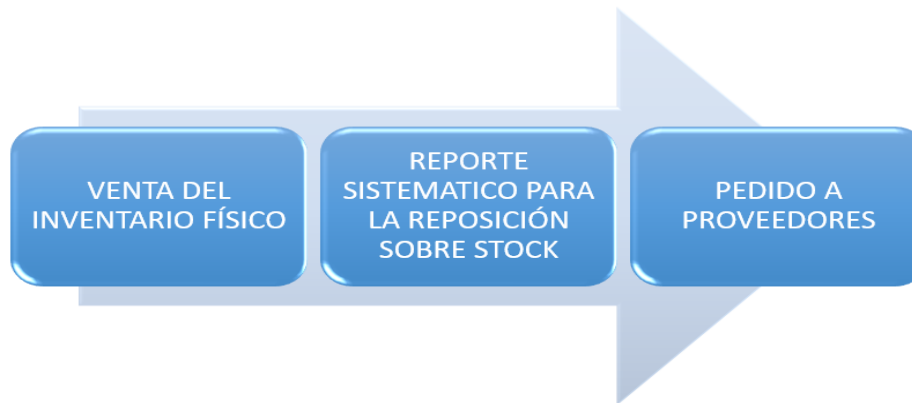 VENTA DEL
INVENTARIO FÍSICO
REPORTE
SISTEMATICO PARA
LA REPOSICIÓN
SOBRE STOCK
PEDIDO A
PROVEEDORES